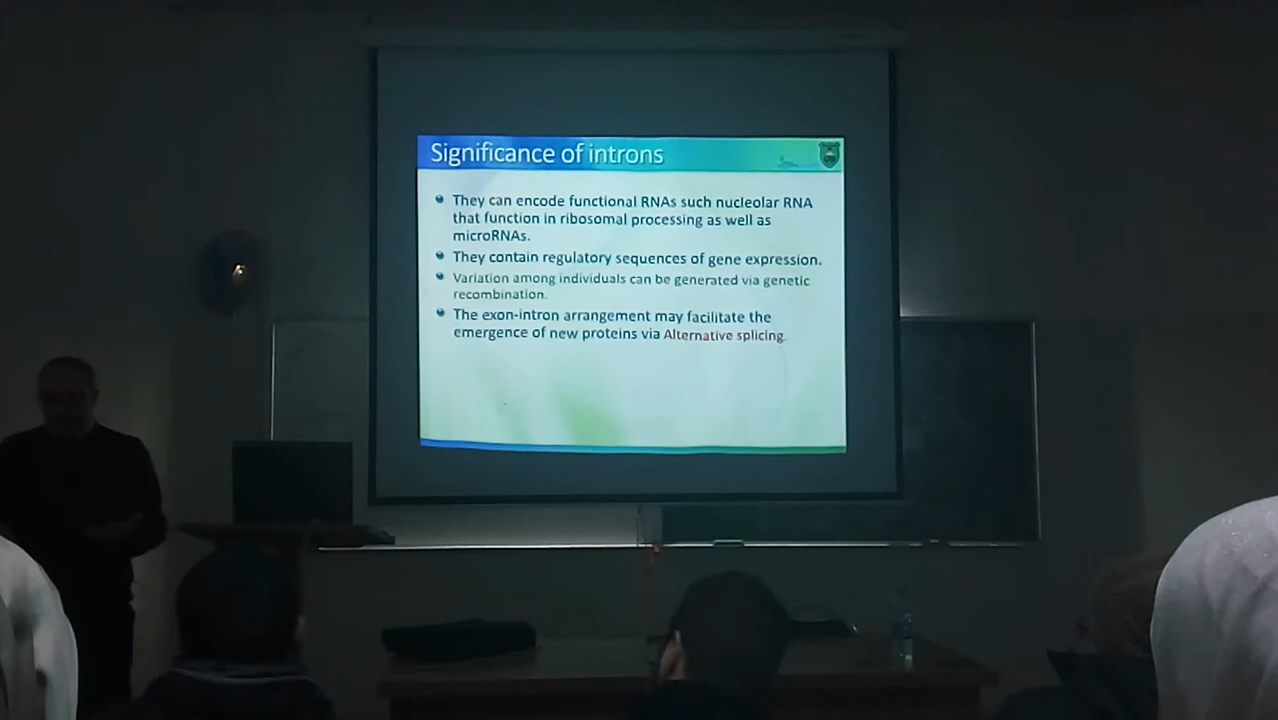 Significance of introns
They can encode functional RNAs such nucleolar RNA
that function in ribosomal processing as well as
microRNAs.
They contain regulatory sequences of gene expression.
Variation among individuals can be generated via genetic
recombination.
The exon-intron arrangement may facilitate the
emergence of new proteins via Alternative splicing.